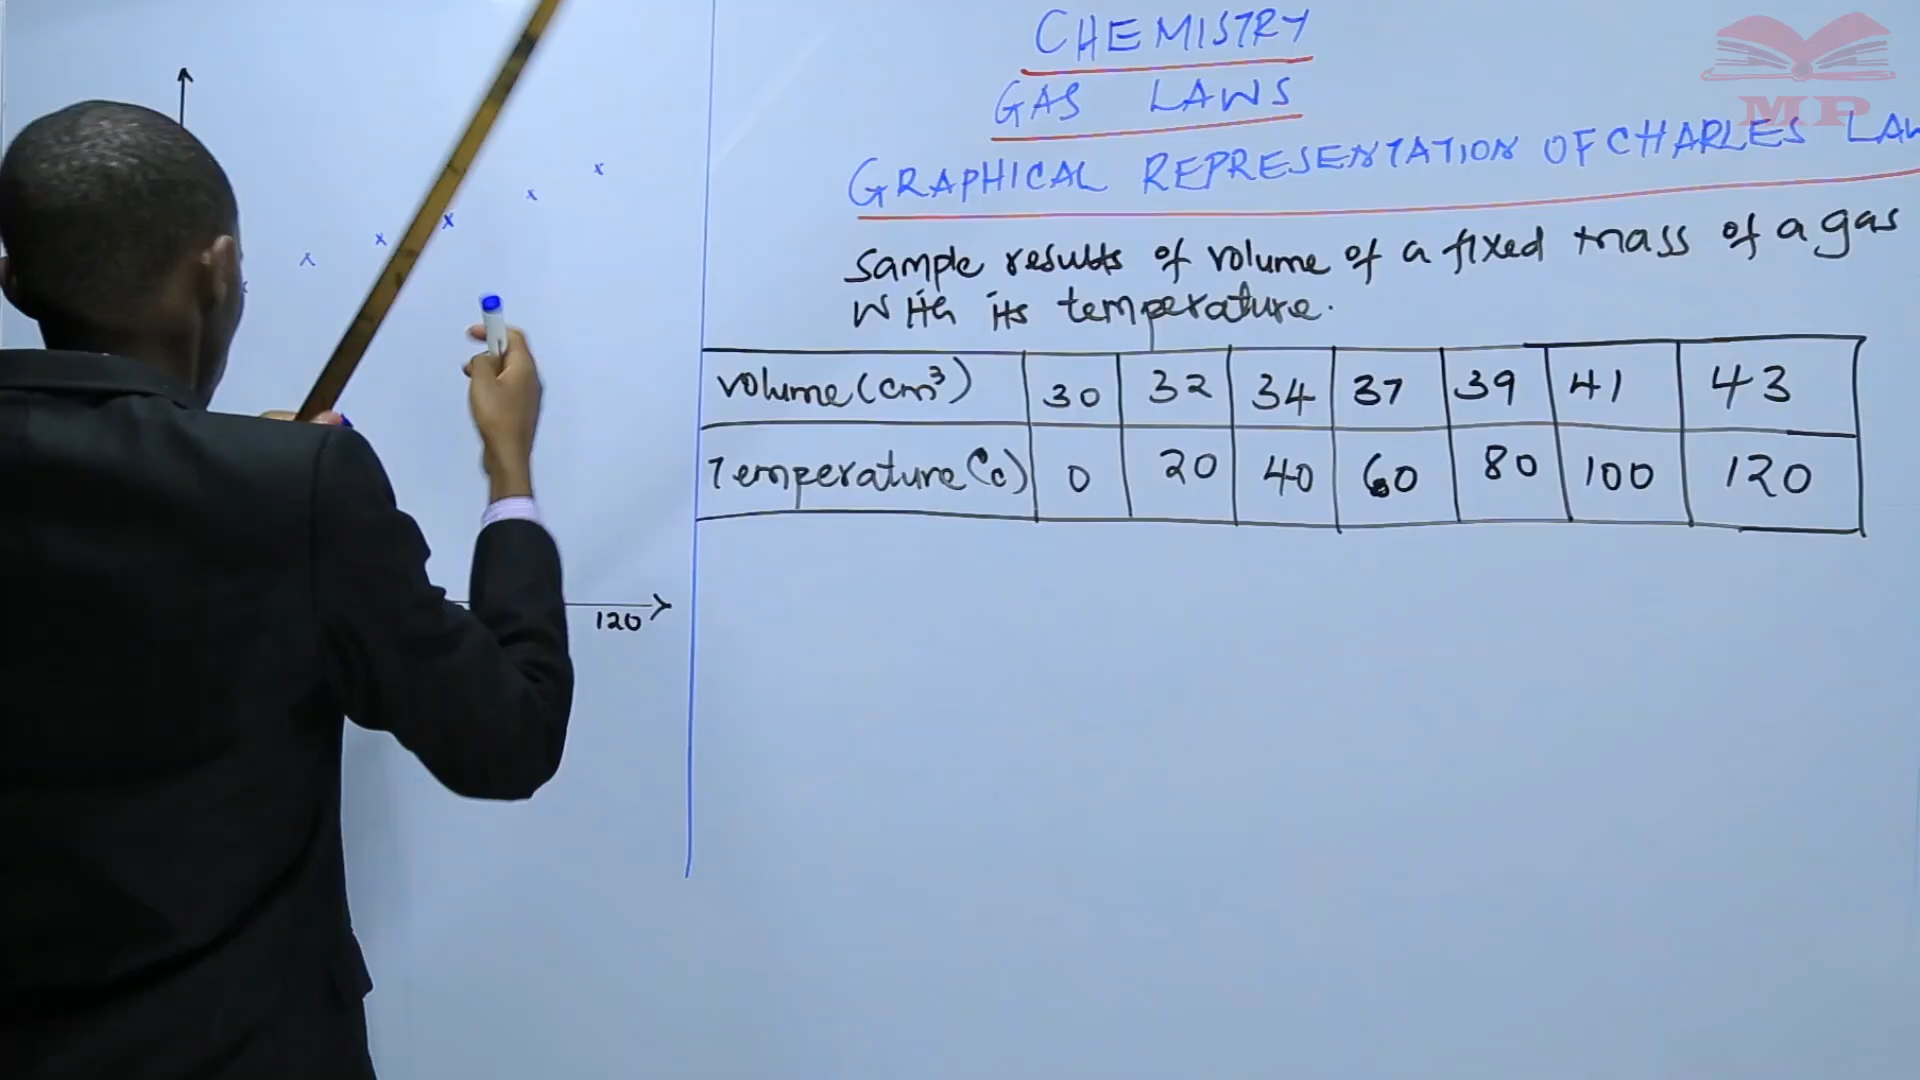 CHEMISTRY
GAS LAWS
GRAPHICAL REPRESENTATION OF CHARLES LAW
MP
Sample results of volume of a fixed mass of a gas
with its temperature.
Volume (cm³) 30 32 34 37 39 41 43
Temperature (°c) 0 20 40 60 80 100 120
120